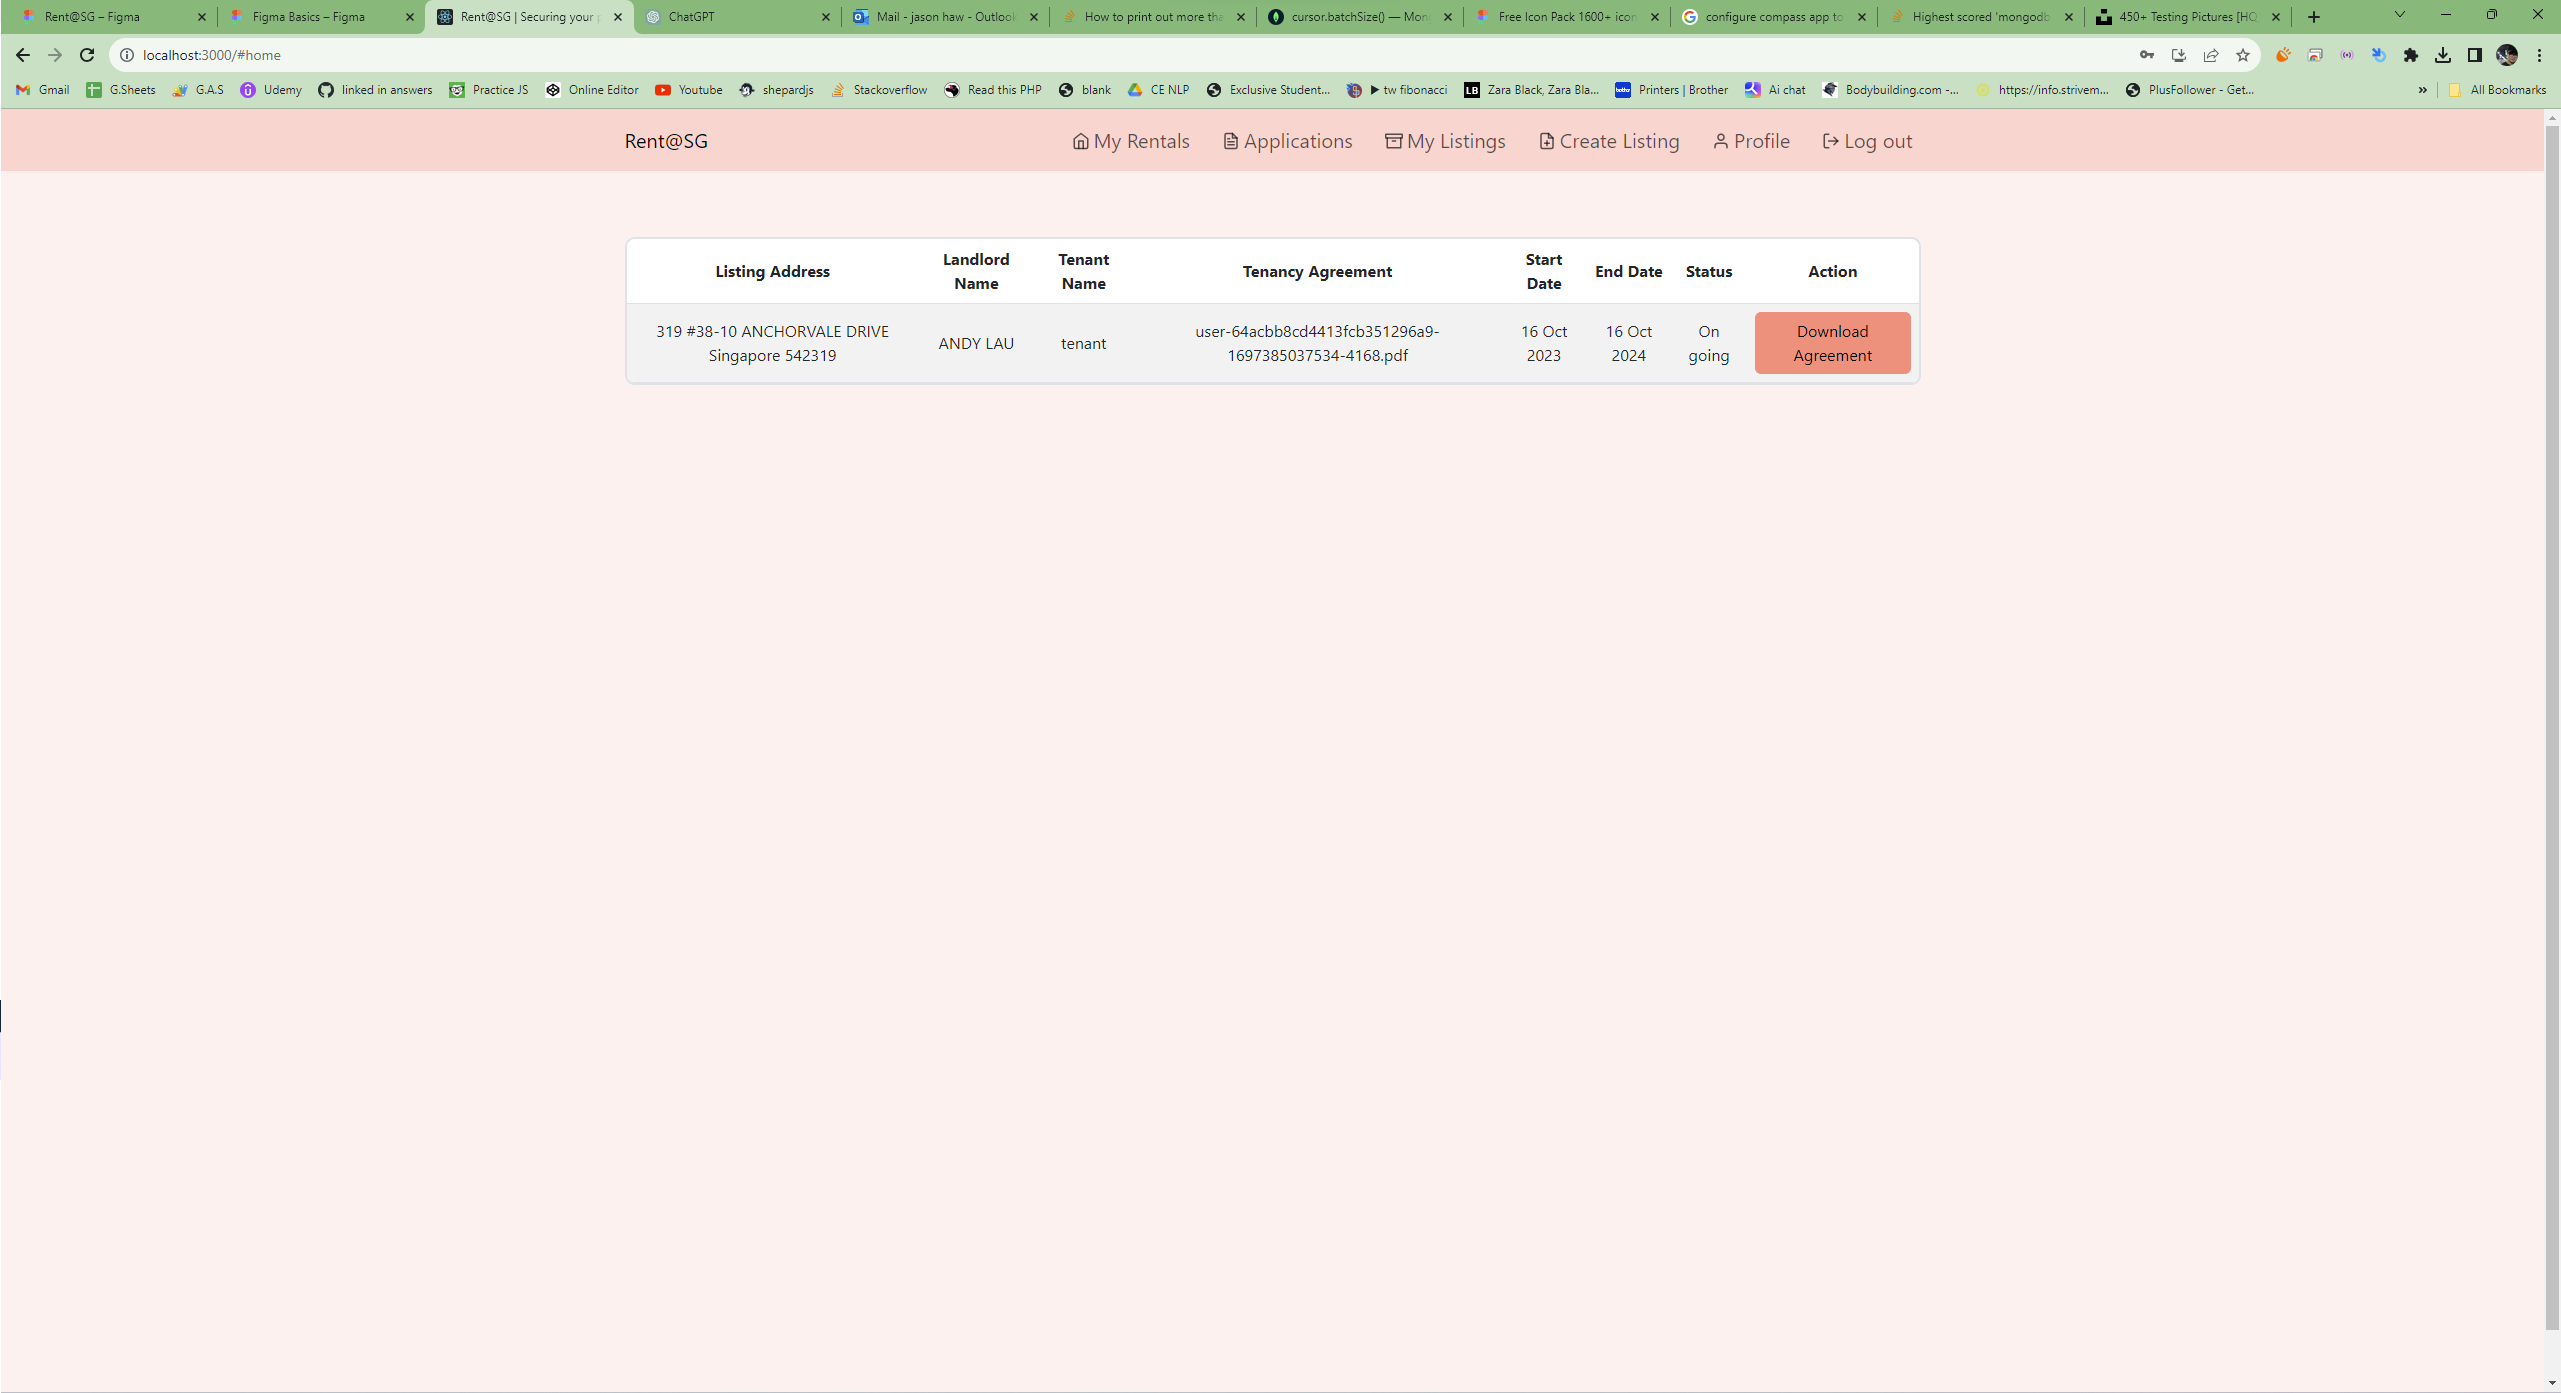 Rent@SG – Figma
Figma Basics – Figma
Rent@SG | Securing your
ChatGPT
Mail - jason haw - Outlook
How to print out more tha
cursor.batchSize() — Mon
Free Icon Pack 1600+ icon
configure compass app to
Highest scored 'mongodb
450+ Testing Pictures [HQ
localhost:3000/#home
Gmail
G.Sheets
G.A.S
Udemy
linked in answers
Practice JS
Online Editor
Youtube
shepardjs
Stackoverflow
Read this PHP
blank
CE NLP
Exclusive Student...
▶ tw fibonacci
LB
Zara Black, Zara Bla...
brother
Printers | Brother
Ai chat
Bodybuilding.com -...
https://info.strivem...
PlusFollower - Get...
»
All Bookmarks
Rent@SG
My Rentals
Applications
My Listings
Create Listing
Profile
Log out
Listing Address
Landlord
Name
Tenant
Name
Tenancy Agreement
Start
Date
End Date
Status
Action
319 #38-10 ANCHORVALE DRIVE
Singapore 542319
ANDY LAU
tenant
user-64acbb8cd4413fcb351296a9-
1697385037534-4168.pdf
16 Oct
2023
16 Oct
2024
On
going
Download
Agreement